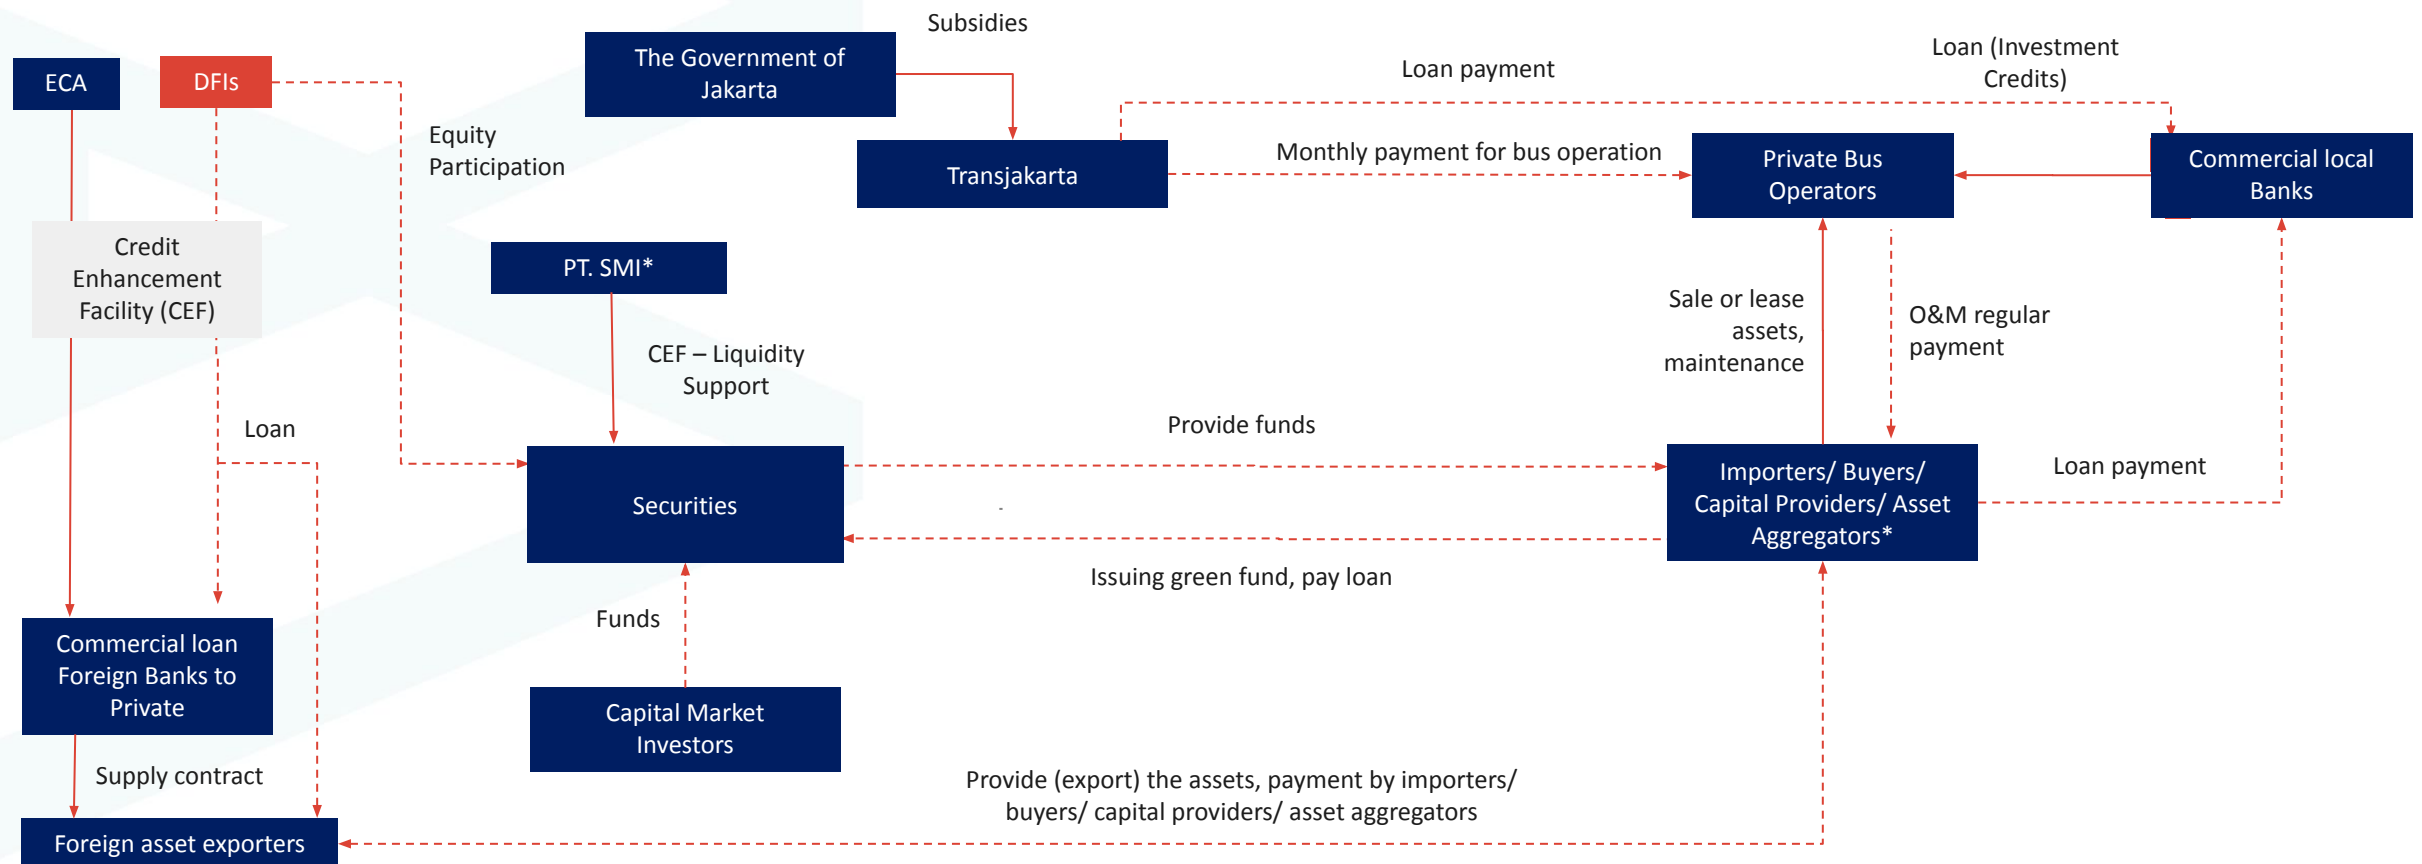 Subsidies
The Government of
Jakarta
Loan (Investment
Credits)
ECA
DFIs
Loan payment
Equity
Participation
Transjakarta
Monthly payment for bus operation
Private Bus
Operators
Commercial local
Banks
Credit
Enhancement
Facility (CEF)
PT. SMI*
Sale or lease
assets,
maintenance
O&M regular
payment
CEF – Liquidity
Support
Loan
Provide funds
Securities
Importers/ Buyers/
Capital Providers/ Asset
Aggregators*
Loan payment
-
Issuing green fund, pay loan
Funds
Commercial loan
Foreign Banks to
Private
Capital Market
Investors
Supply contract
Provide (export) the assets, payment by importers/
buyers/ capital providers/ asset aggregators
Foreign asset exporters